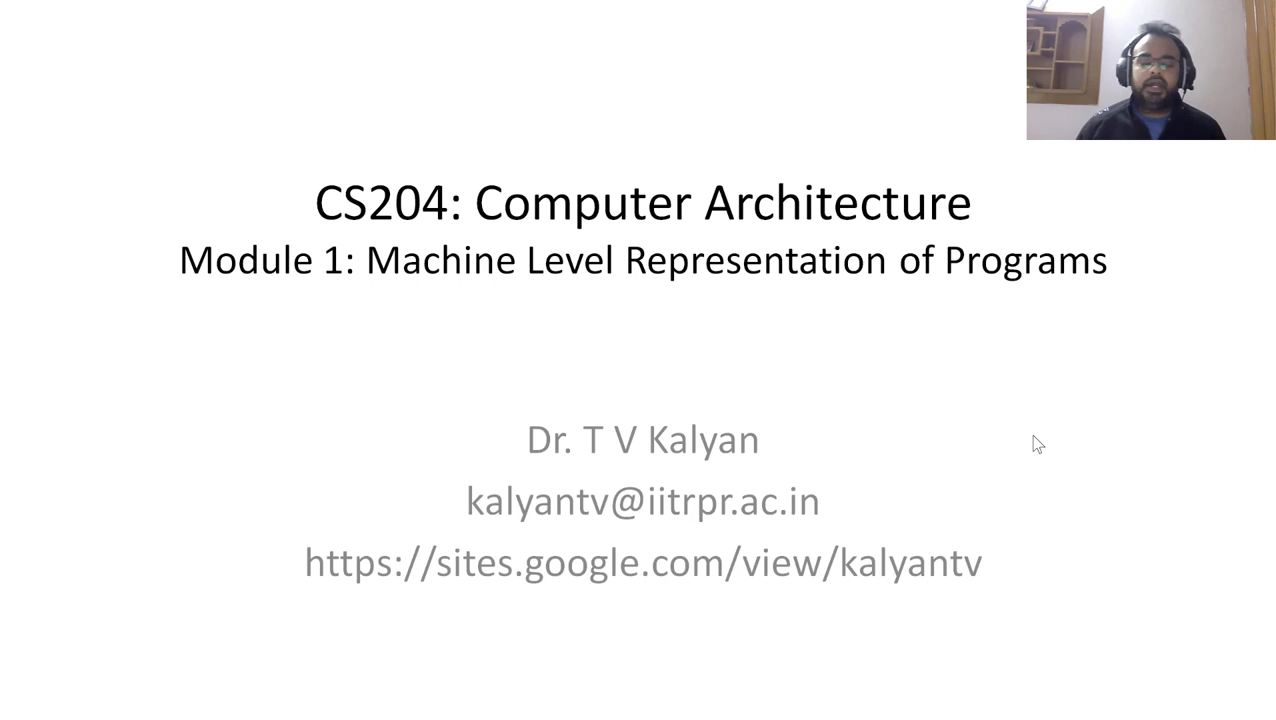 CS204: Computer Architecture
Module 1: Machine Level Representation of Programs
Dr. T V Kalyan
kalyantv@iitrpr.ac.in
https://sites.google.com/view/kalyantv